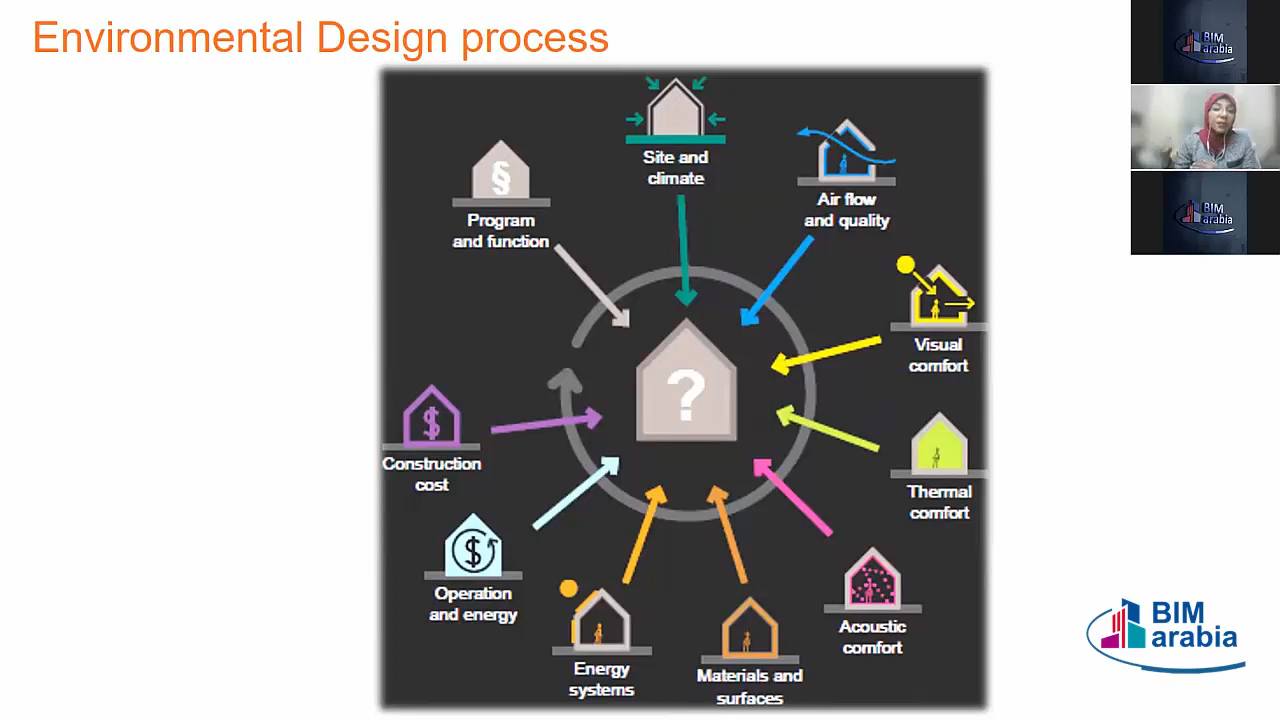 Environmental Design process
Site and
climate
Air flow
and quality
Program
and function
Visual
comfort
?
§
$
Construction
cost
Thermal
comfort
$
Operation
and energy
Acoustic
comfort
Energy
systems
Materials and
surfaces
BIM
arabia
BIM
arabia
BIM
arabia